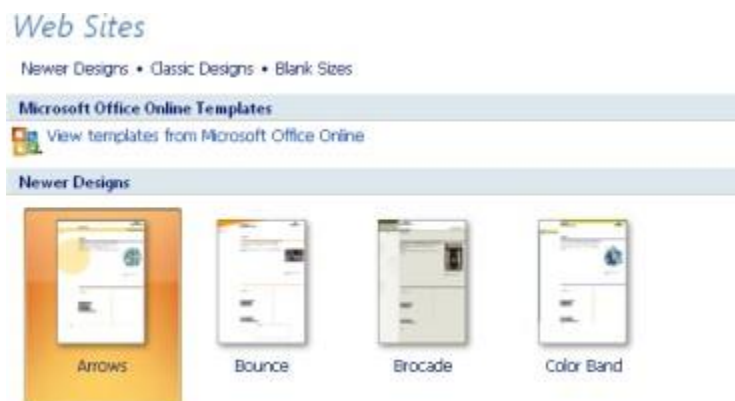 Web Sites
Newer Designs • Classic Designs • Blank Sizes
Microsoft Office Online Templates
View templates from Microsoft Office Online
Newer Designs
Arrows Bounce Brocade Color Band